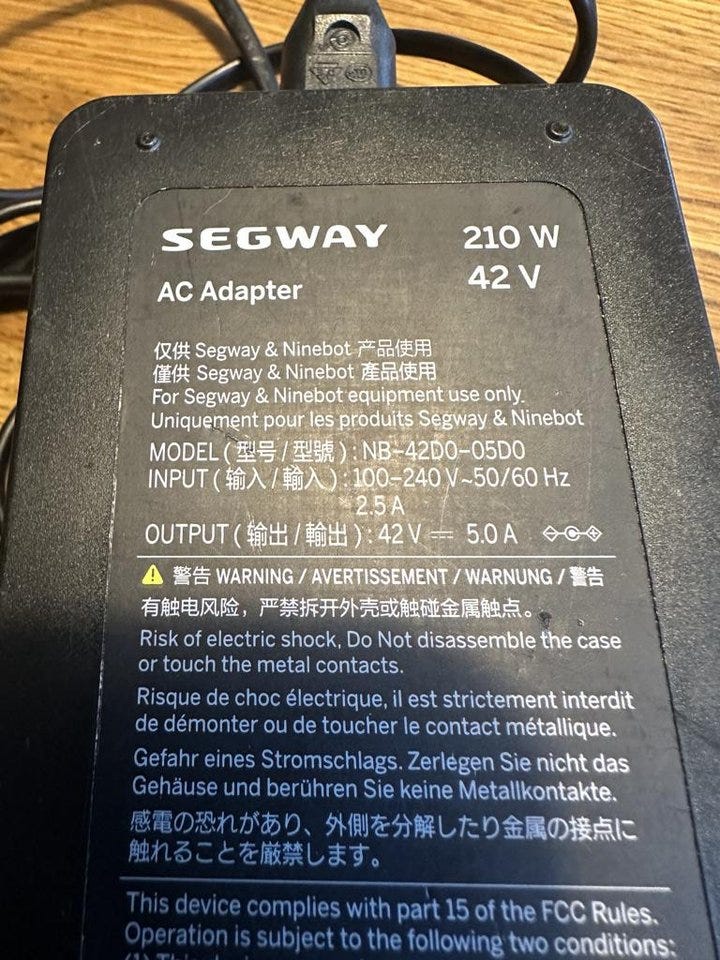 SEGWAY 210 W
AC Adapter 42 V
仅供 Segway & Ninebot 产品使用
僅供 Segway & Ninebot 產品使用
For Segway & Ninebot equipment use only.
Uniquement pour les produits Segway & Ninebot
MODEL ( 型号 / 型號 ) : NB-42D0-05D0
INPUT ( 输入 / 輸入 ) : 100-240 V~50/60 Hz
2.5 A
OUTPUT ( 输出 / 輸出 ) : 42 V ⎓ 5.0 A
警告 WARNING / AVERTISSEMENT / WARNUNG / 警告
有触电风险，严禁拆开外壳或触碰金属触点。
Risk of electric shock, Do Not disassemble the case
or touch the metal contacts.
Risque de choc électrique, il est strictement interdit
de démonter ou de toucher le contact métallique.
Gefahr eines Stromschlags. Zerlegen Sie nicht das
Gehäuse und berühren Sie keine Metallkontakte.
感電の恐れがあり、外側を分解したり金属の接点に
触れることを厳禁します。
This device complies with part 15 of the FCC Rules.
Operation is subject to the following two conditions: